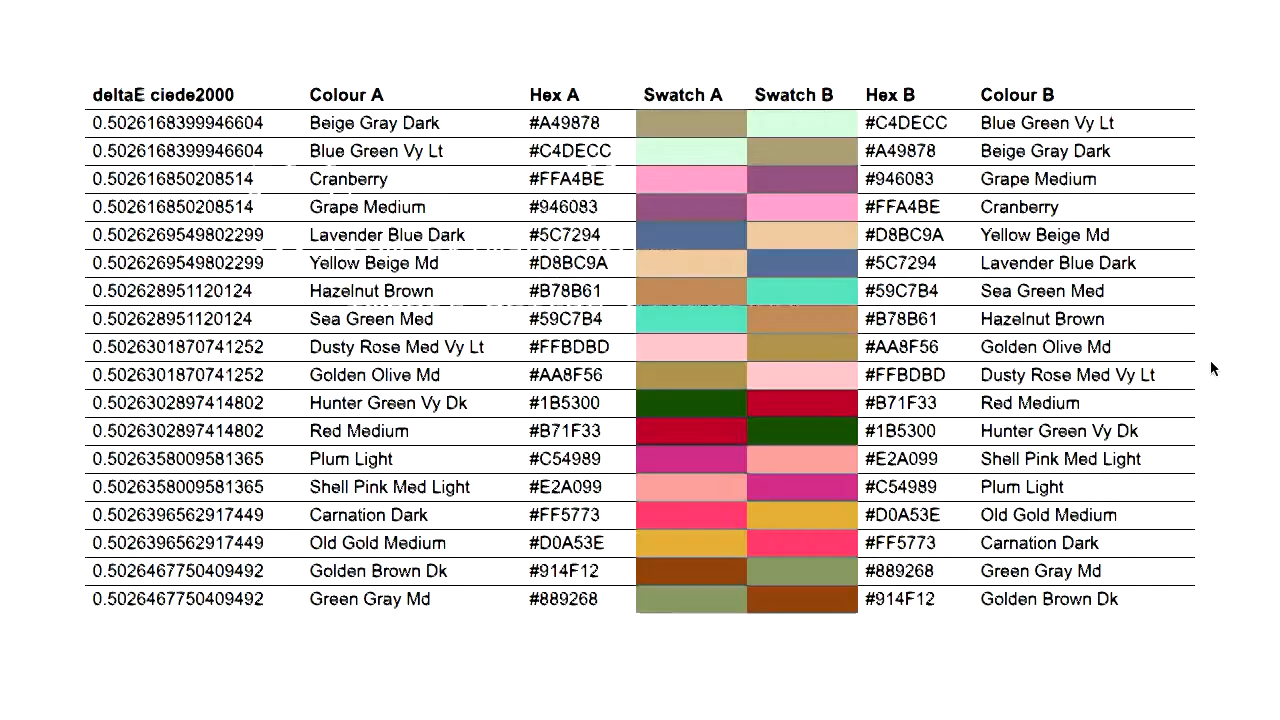 deltaE ciede2000 Colour A Hex A Swatch A Swatch B Hex B Colour B
0.5026168399946604 Beige Gray Dark #A49878 #C4DECC Blue Green Vy Lt
0.5026168399946604 Blue Green Vy Lt #C4DECC #A49878 Beige Gray Dark
0.502616850208514 Cranberry #FFA4BE #946083 Grape Medium
0.502616850208514 Grape Medium #946083 #FFA4BE Cranberry
0.5026269549802299 Lavender Blue Dark #5C7294 #D8BC9A Yellow Beige Md
0.5026269549802299 Yellow Beige Md #D8BC9A #5C7294 Lavender Blue Dark
0.502628951120124 Hazelnut Brown #B78B61 #59C7B4 Sea Green Med
0.502628951120124 Sea Green Med #59C7B4 #B78B61 Hazelnut Brown
0.5026301870741252 Dusty Rose Med Vy Lt #FFBDBD #AA8F56 Golden Olive Md
0.5026301870741252 Golden Olive Md #AA8F56 #FFBDBD Dusty Rose Med Vy Lt
0.5026302897414802 Hunter Green Vy Dk #1B5300 #B71F33 Red Medium
0.5026302897414802 Red Medium #B71F33 #1B5300 Hunter Green Vy Dk
0.5026358009581365 Plum Light #C54989 #E2A099 Shell Pink Med Light
0.5026358009581365 Shell Pink Med Light #E2A099 #C54989 Plum Light
0.5026396562917449 Carnation Dark #FF5773 #D0A53E Old Gold Medium
0.5026396562917449 Old Gold Medium #D0A53E #FF5773 Carnation Dark
0.5026467750409492 Golden Brown Dk #914F12 #889268 Green Gray Md
0.5026467750409492 Green Gray Md #889268 #914F12 Golden Brown Dk